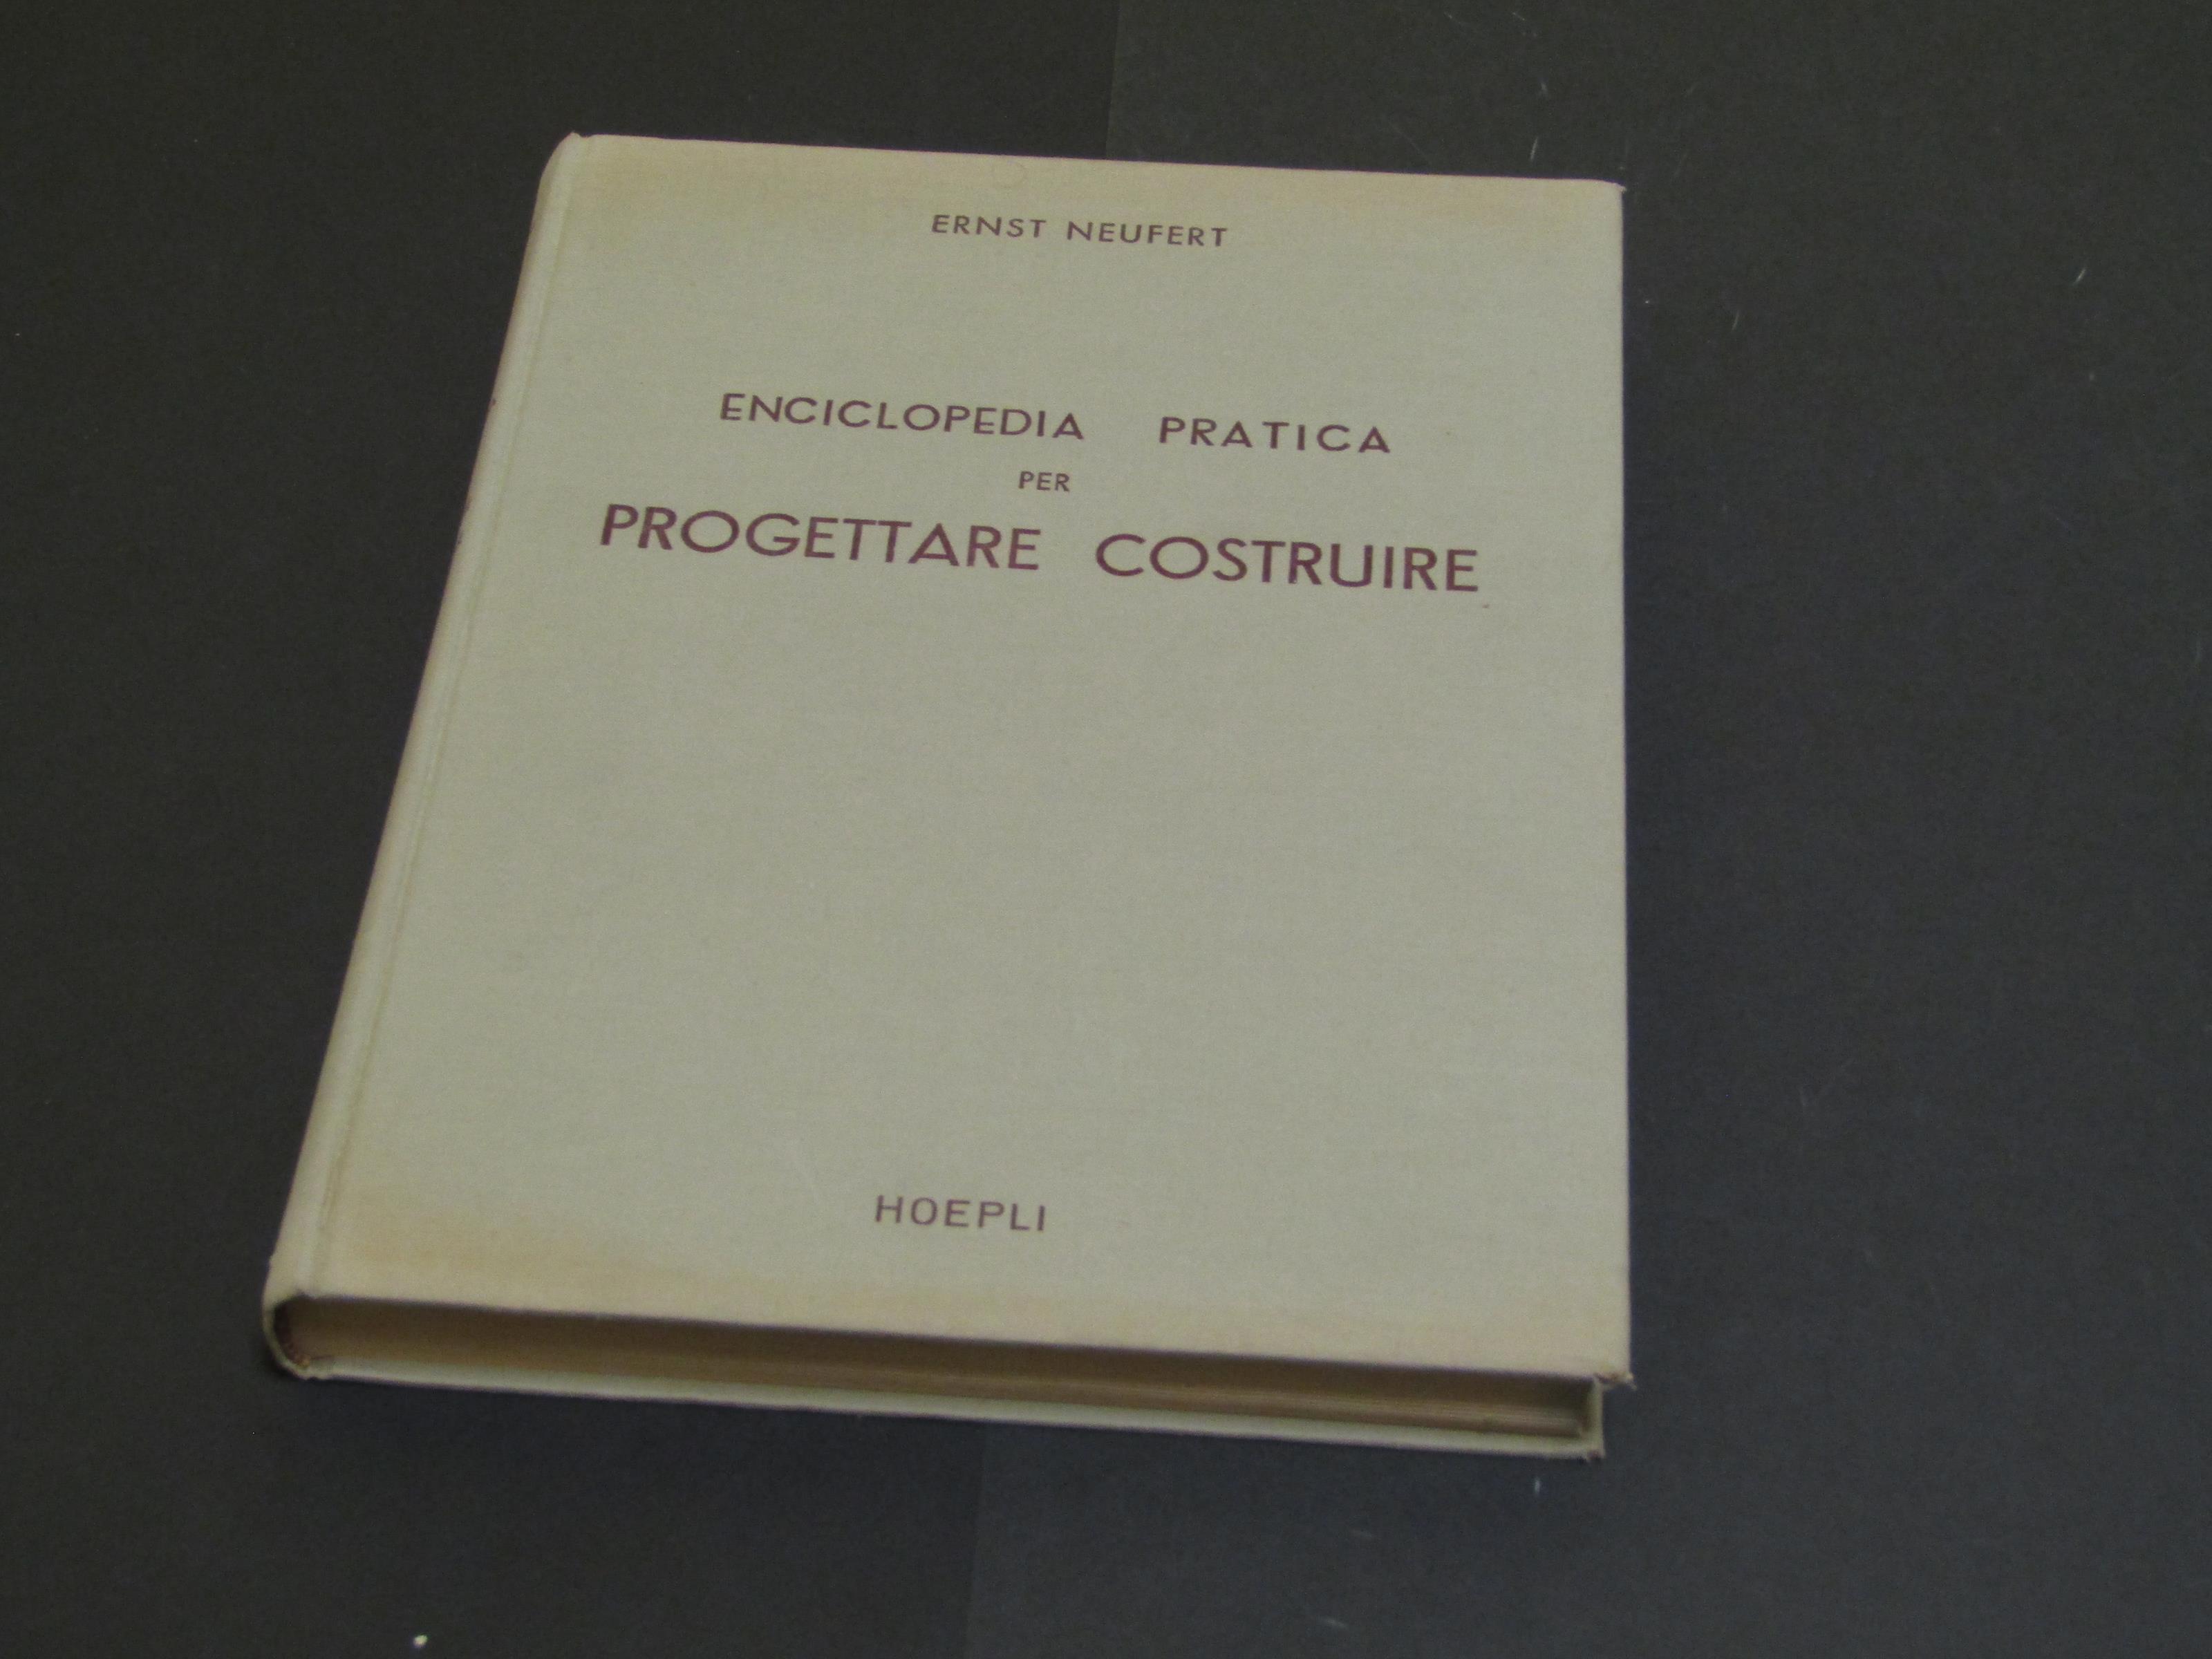 ERNST NEUFERT
ENCICLOPEDIA PRATICA
PER
PROGETTARE COSTRUIRE
HOEPLI